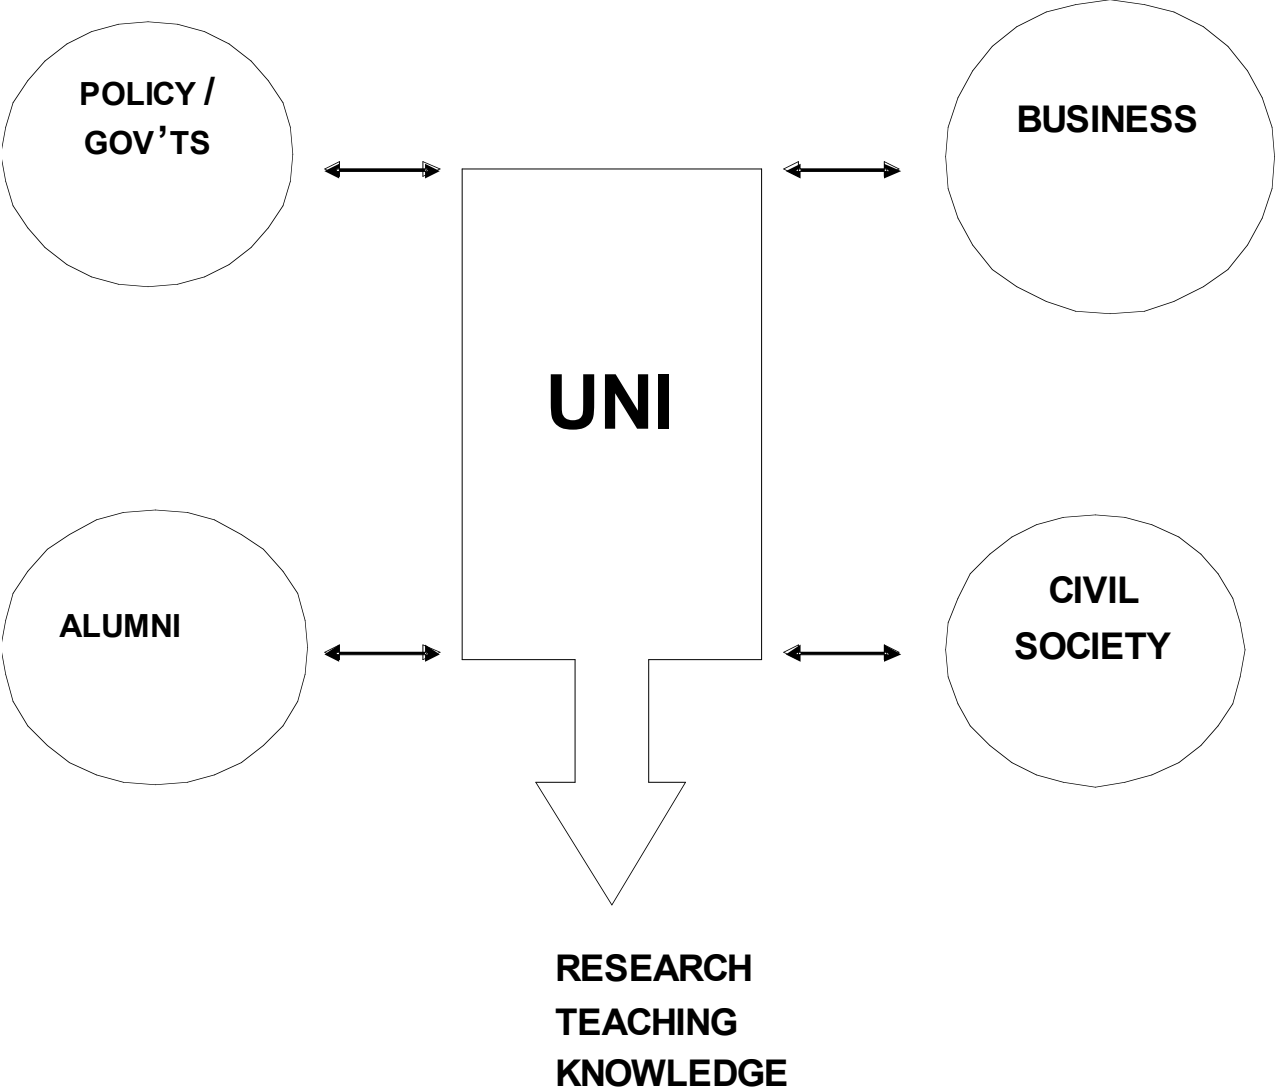 POLICY /
GOV’TS
BUSINESS
UNI
ALUMNI
CIVIL
SOCIETY
RESEARCH
TEACHING
KNOWLEDGE